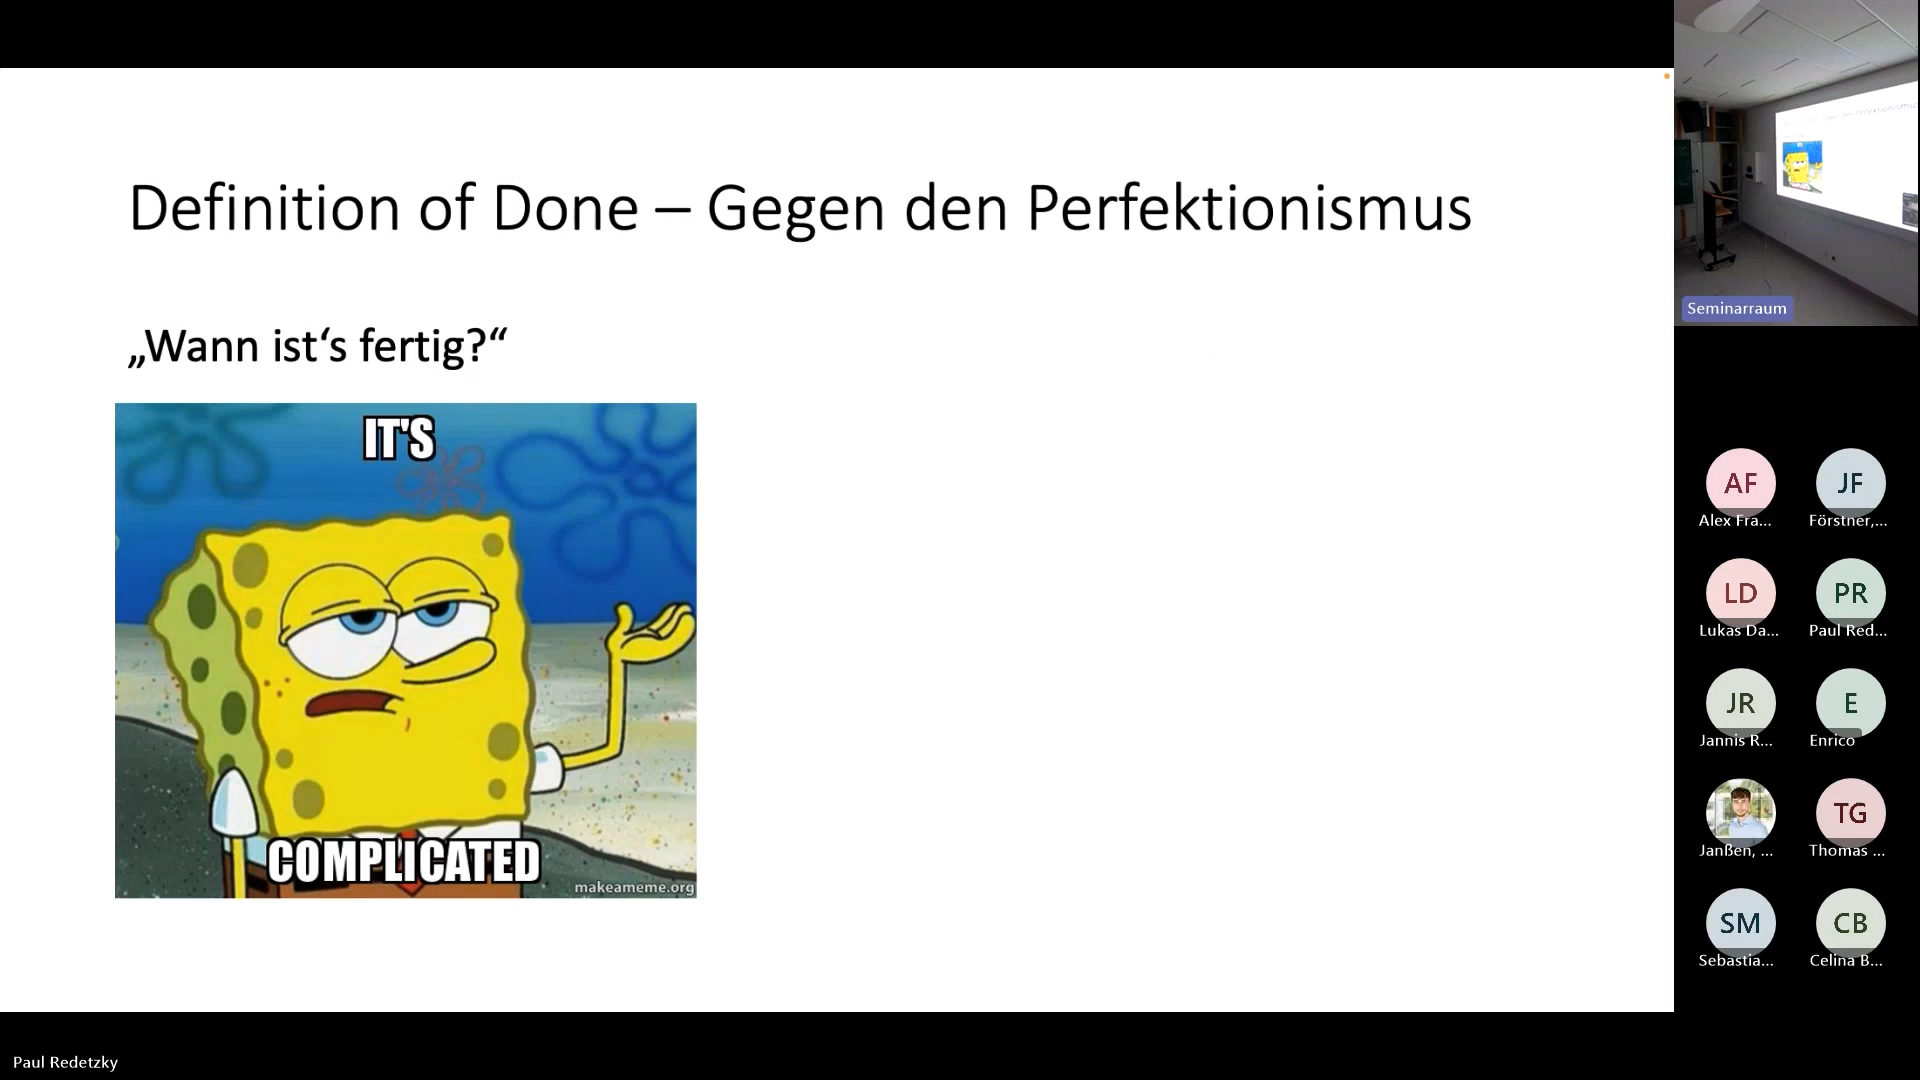 Definition of Done – Gegen den Perfektionismus
„Wann ist‘s fertig?“
IT'S
COMPLICATED
makeameme.org
Seminarraum
AF
Alex Fra...
JF
Förstner,...
LD
Lukas Da...
PR
Paul Red...
JR
Jannis R...
E
Enrico
Janßen, ...
TG
Thomas ...
SM
Sebastia...
CB
Celina B...
Paul Redetzky